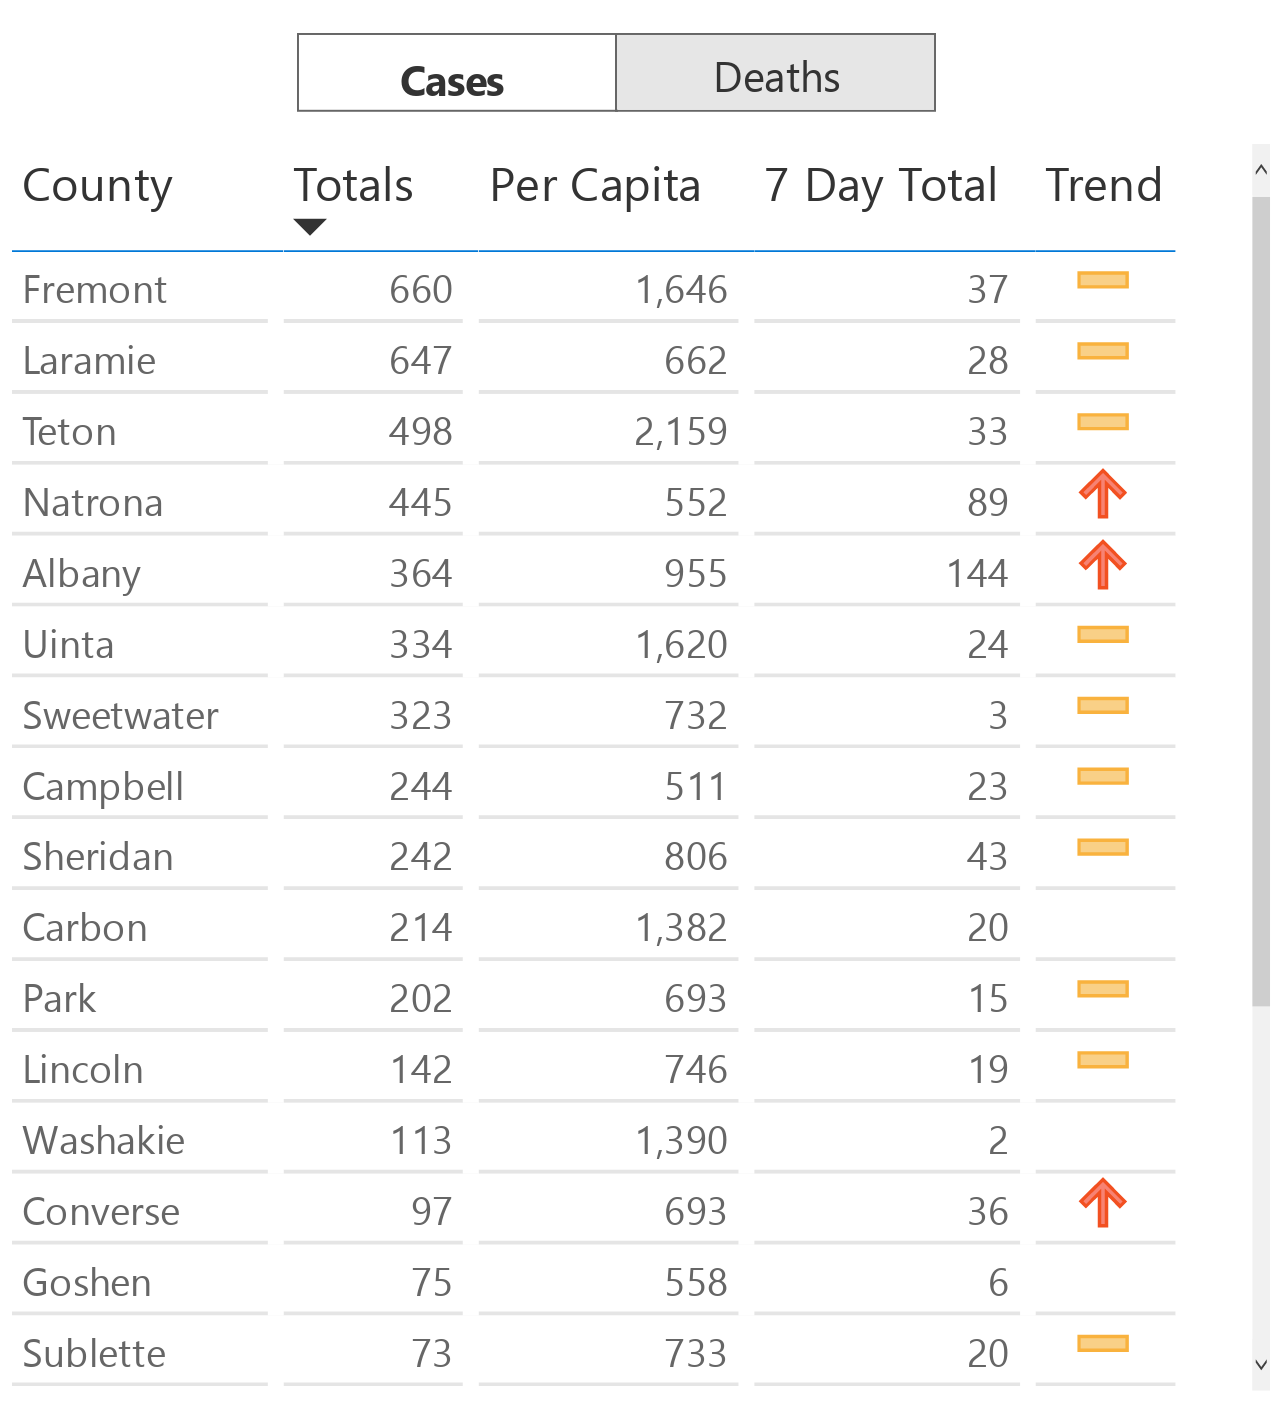 Cases Deaths
County Totals Per Capita 7 Day Total Trend
Fremont 660 1,646 37
Laramie 647 662 28
Teton 498 2,159 33
Natrona 445 552 89
Albany 364 955 144
Uinta 334 1,620 24
Sweetwater 323 732 3
Campbell 244 511 23
Sheridan 242 806 43
Carbon 214 1,382 20
Park 202 693 15
Lincoln 142 746 19
Washakie 113 1,390 2
Converse 97 693 36
Goshen 75 558 6
Sublette 73 733 20